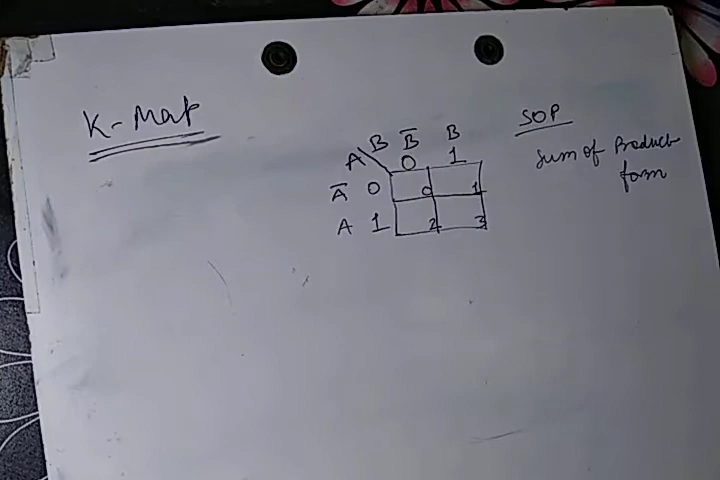 K-Map
SOP
Sum of Product
form
B B̅ B
A 0 1
A̅ 0 0 1
A 1 2 3